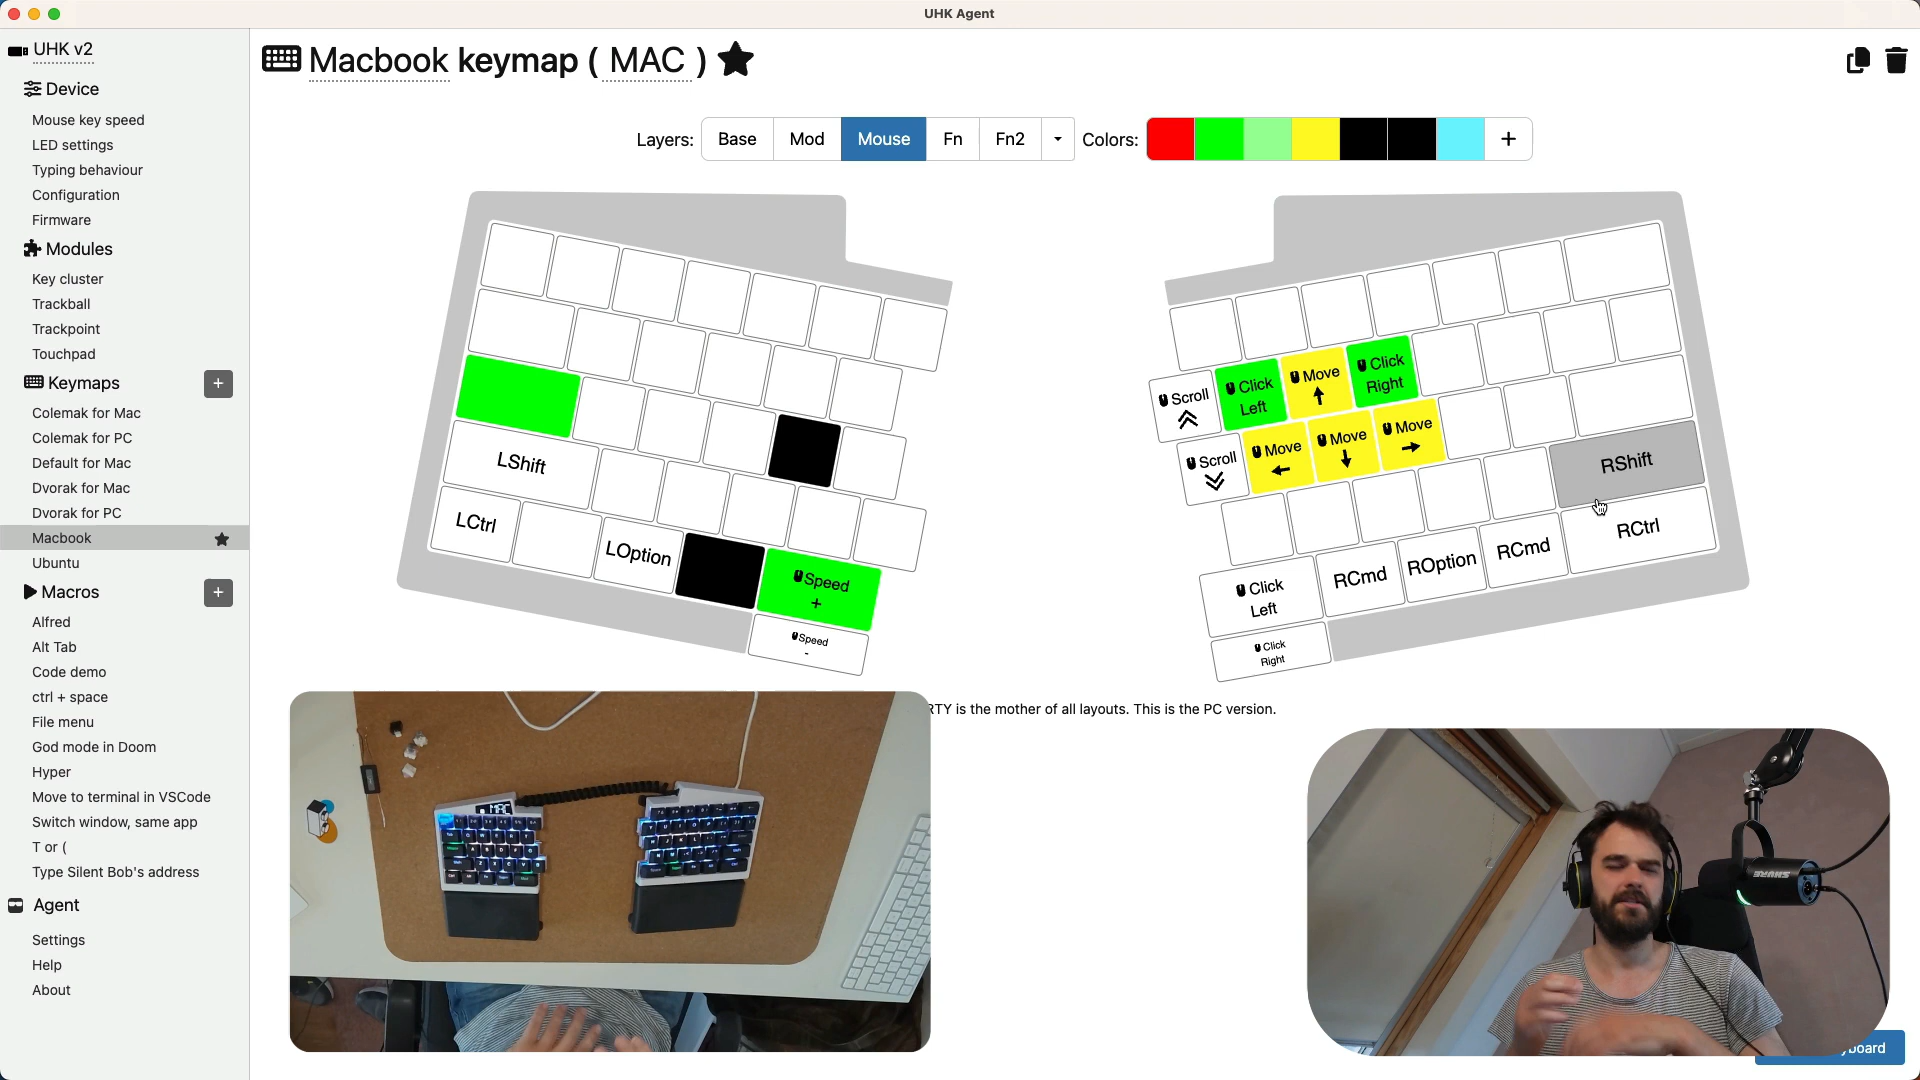 UHK Agent
UHK v2
Device
Mouse key speed
LED settings
Typing behaviour
Configuration
Firmware
Modules
Key cluster
Trackball
Trackpoint
Touchpad
Keymaps
+
Colemak for Mac
Colemak for PC
Default for Mac
Dvorak for Mac
Dvorak for PC
Macbook
Ubuntu
Macros
+
Alfred
Alt Tab
Code demo
ctrl + space
File menu
God mode in Doom
Hyper
Move to terminal in VSCode
Switch window, same app
T or (
Type Silent Bob's address
Agent
Settings
Help
About
Macbook keymap ( MAC )
Layers: Base Mod Mouse Fn Fn2 Colors: +
LShift
LCtrl
LOption
Speed
+
Speed
-
Scroll
Click
Left
Move
Click
Right
Scroll
Move
Move
Move
RShift
Click
Left
RCmd
ROption
RCmd
RCtrl
Click
Right
RTY is the mother of all layouts. This is the PC version.
MAC
SHURE
yboard